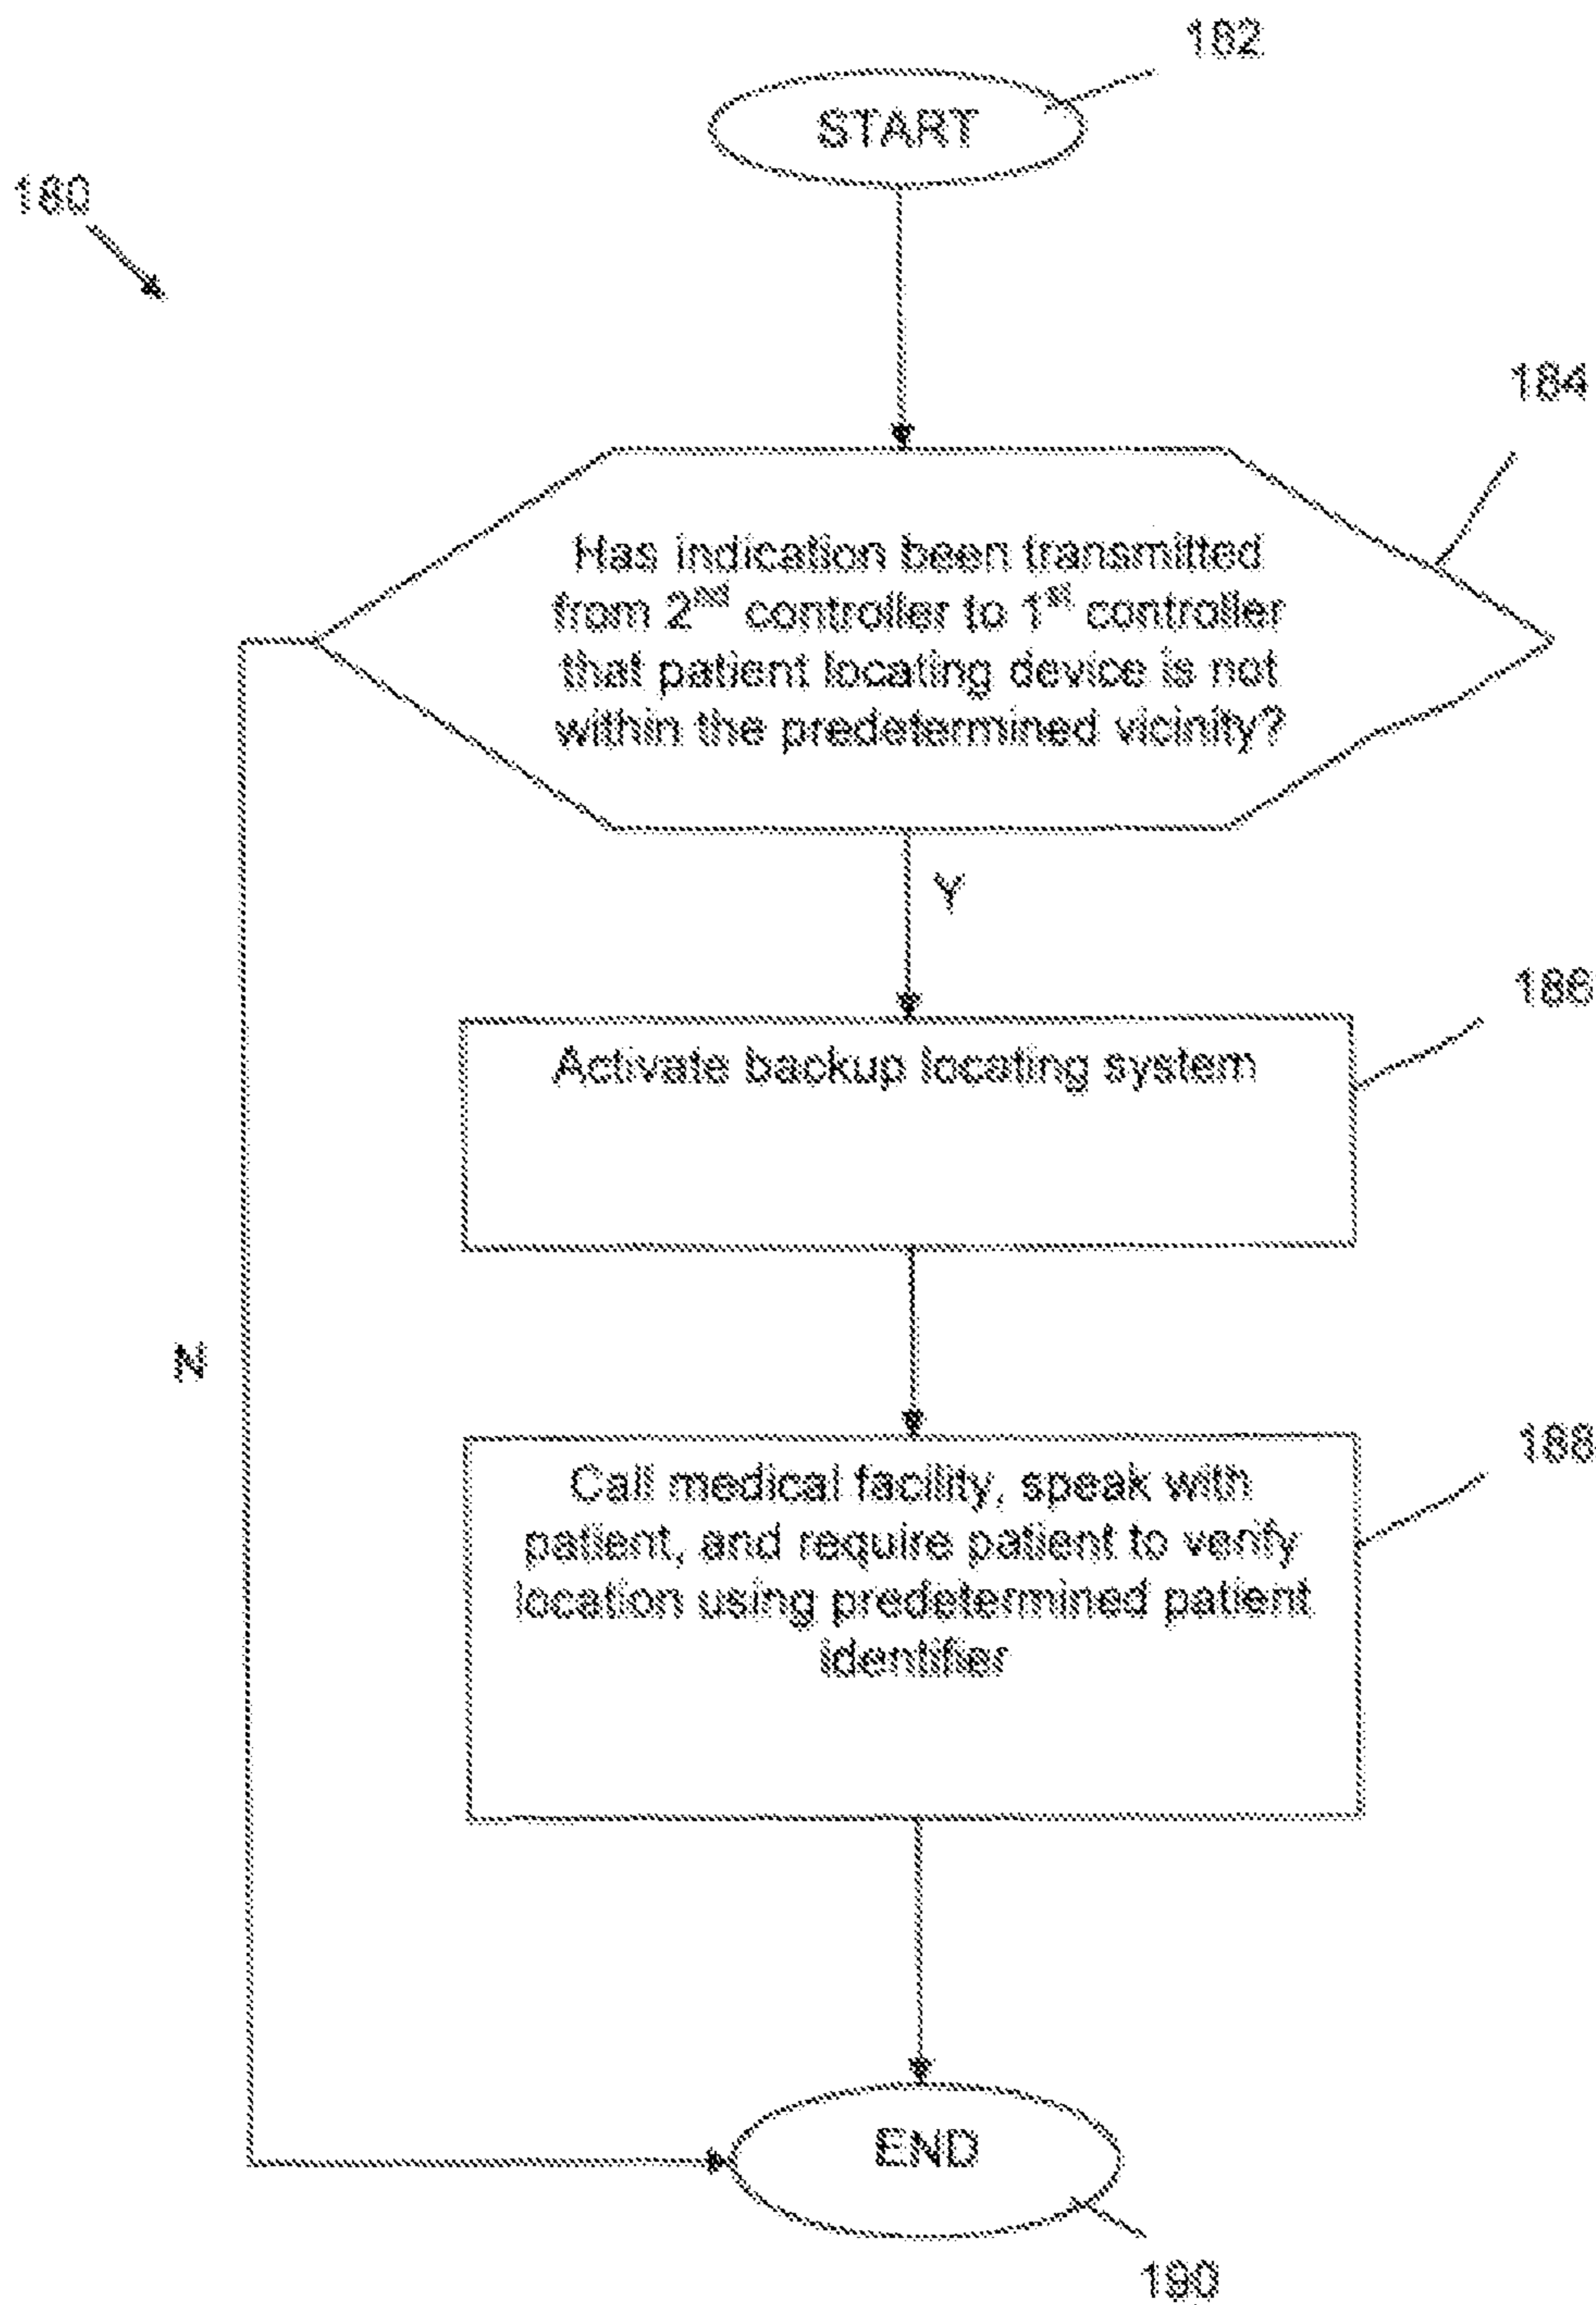 182
START
180
184
Has indication been transmitted
from 2nd controller to 1st controller
that patient locating device is not
within the predetermined vicinity?
Y
186
Activate backup locating system
N
188
Call medical facility, speak with
patient, and require patient to verify
location using predetermined patient
identifier
END
190